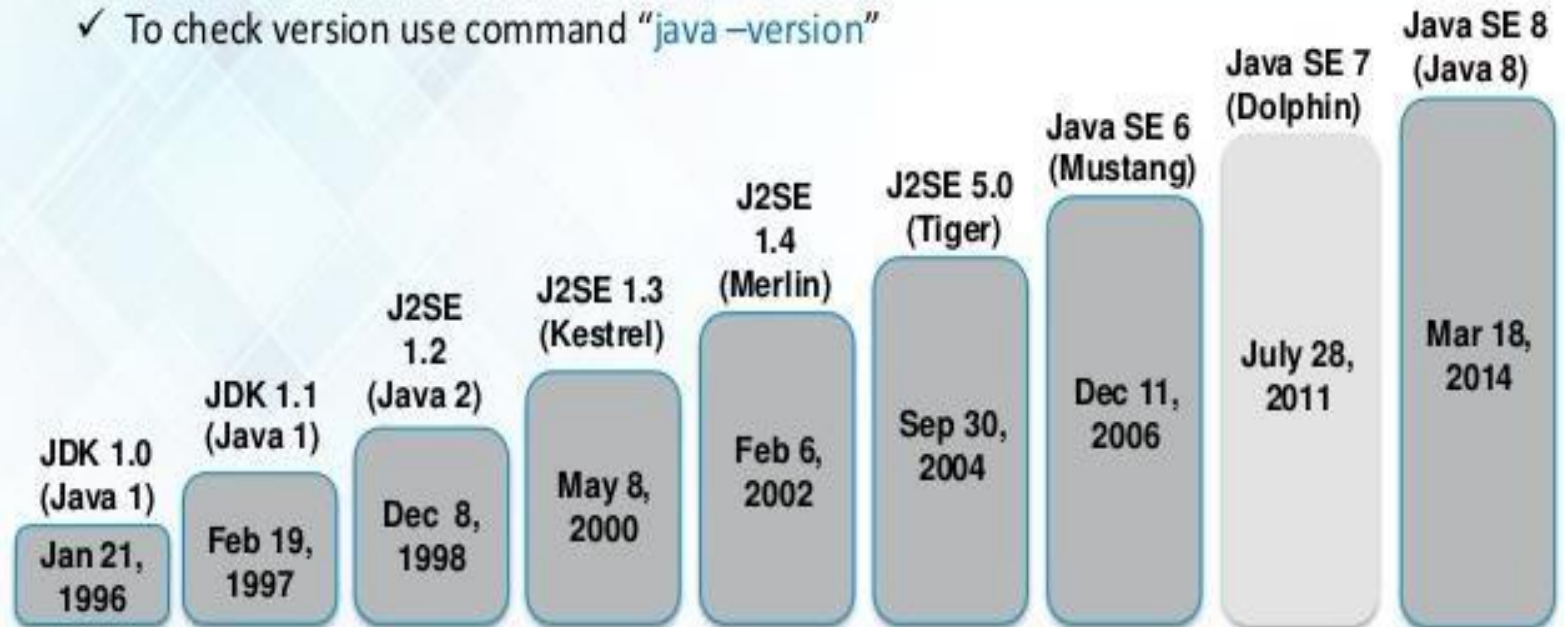 ✓ To check version use command “java –version”
JDK 1.0
(Java 1)
Jan 21,
1996
JDK 1.1
(Java 1)
Feb 19,
1997
J2SE
1.2
(Java 2)
Dec 8,
1998
J2SE 1.3
(Kestrel)
May 8,
2000
J2SE
1.4
(Merlin)
Feb 6,
2002
J2SE 5.0
(Tiger)
Sep 30,
2004
Java SE 6
(Mustang)
Dec 11,
2006
Java SE 7
(Dolphin)
July 28,
2011
Java SE 8
(Java 8)
Mar 18,
2014